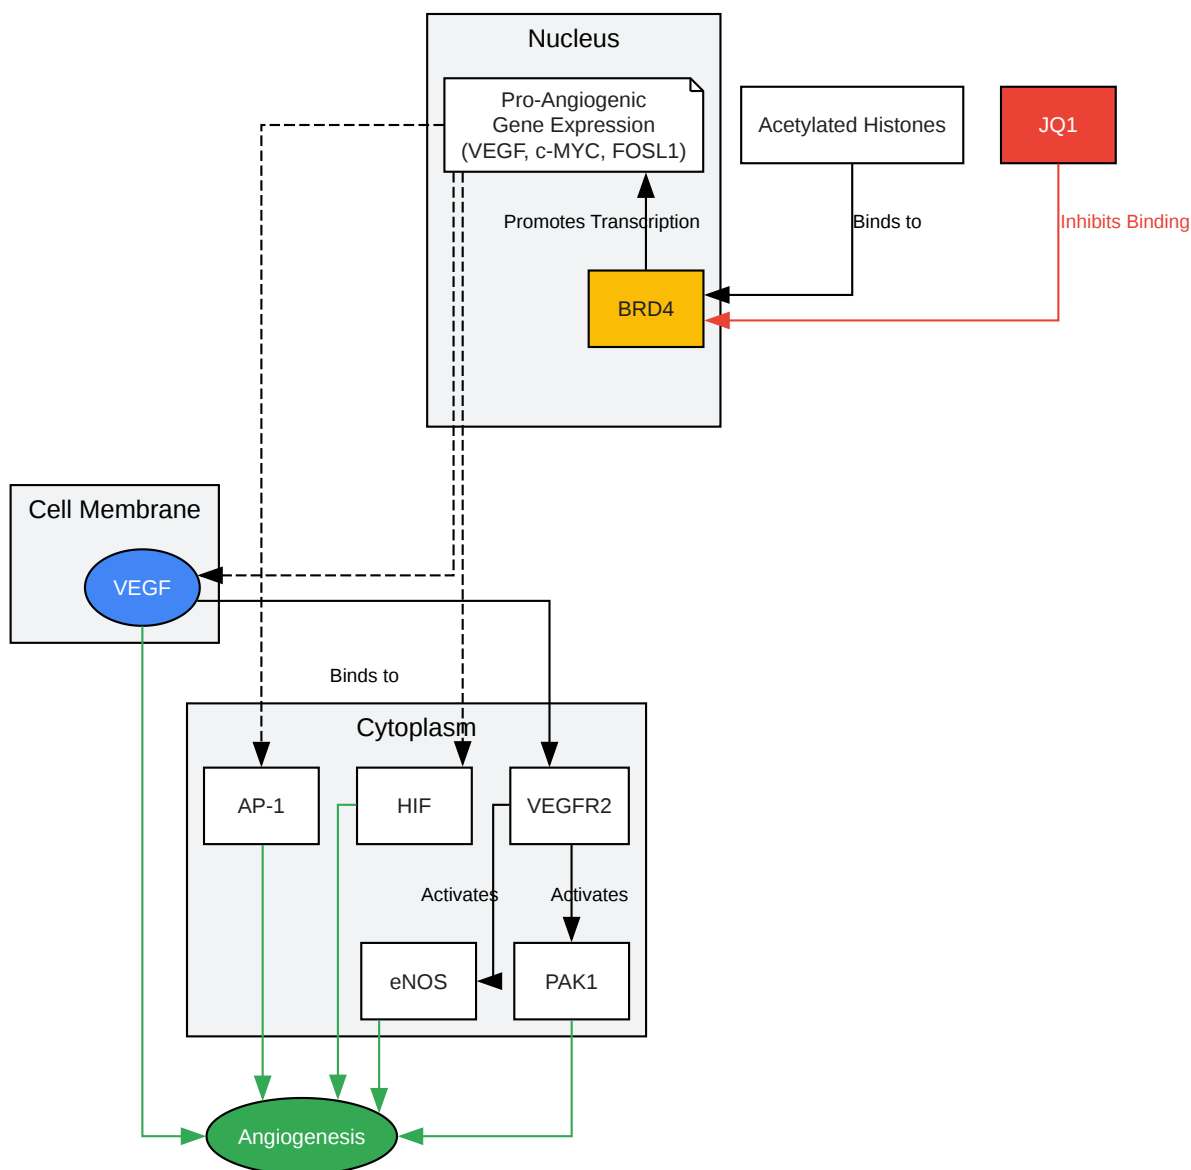 Nucleus
Pro-Angiogenic
Gene Expression
(VEGF, c-MYC, FOSL1)
Acetylated Histones
JQ1
Promotes Transcription
Binds to
Inhibits Binding
BRD4
Cell Membrane
VEGF
Binds to
Cytoplasm
AP-1
HIF
VEGFR2
Activates
Activates
eNOS
PAK1
Angiogenesis